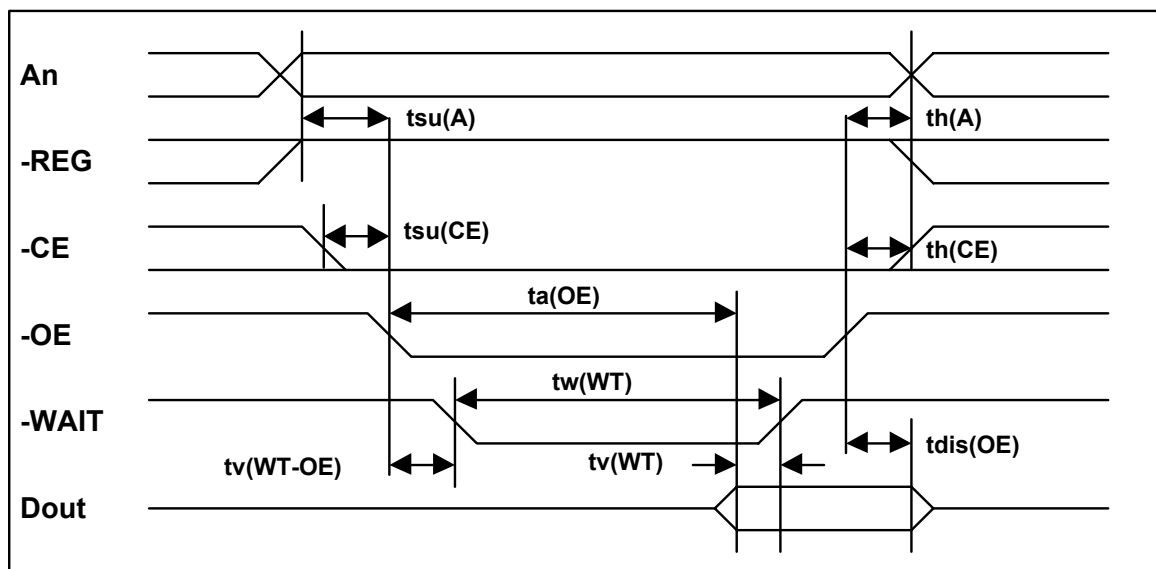 An
tsu(A)
th(A)
-REG
tsu(CE)
-CE
th(CE)
ta(OE)
-OE
tw(WT)
-WAIT
tv(WT-OE)
tv(WT)
tdis(OE)
Dout